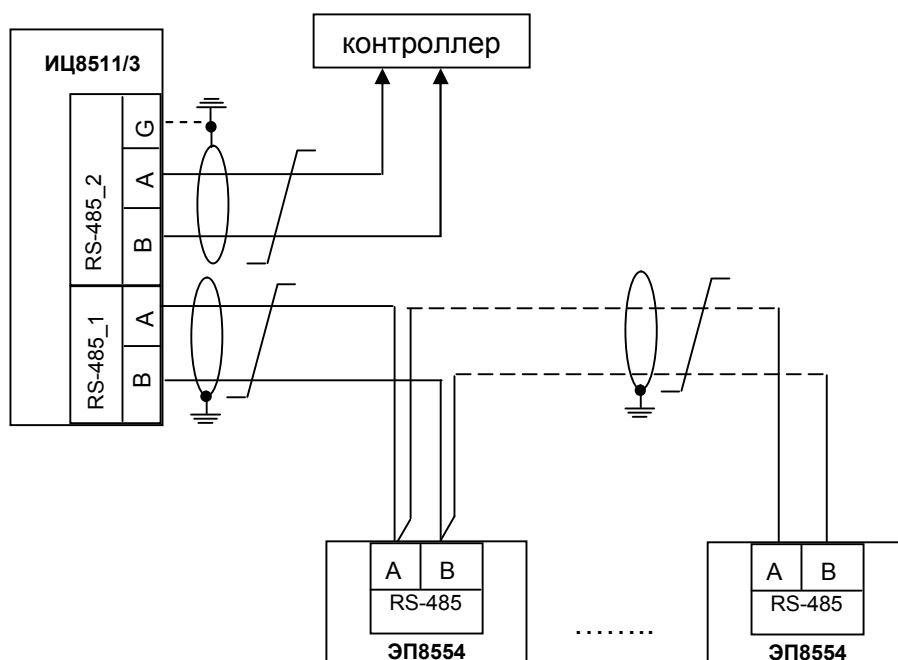 контроллер
ИЦ8511/3
RS-485_2
G
A
B
RS-485_1
A
B
A B
RS-485
ЭП8554
........
A B
RS-485
ЭП8554